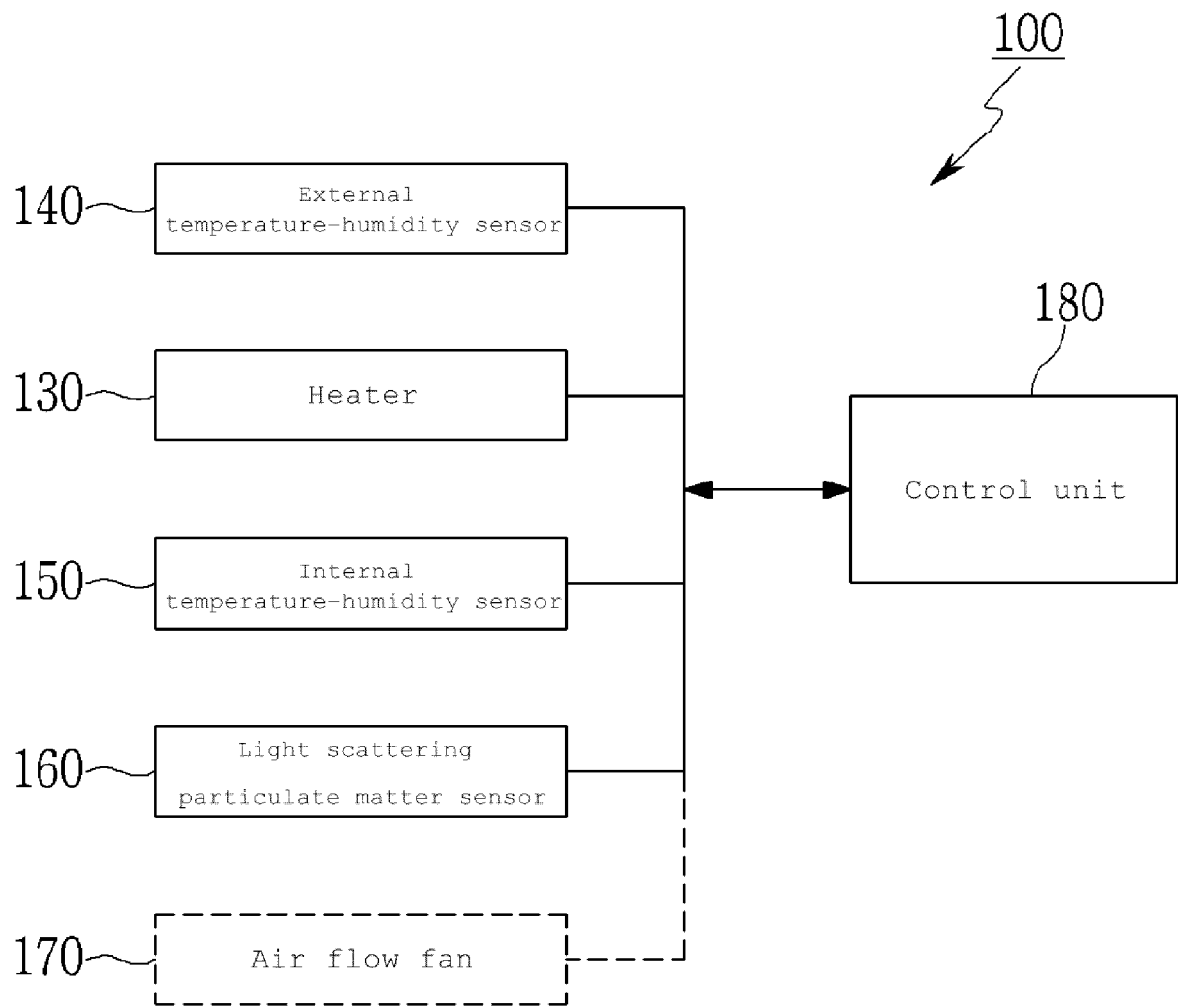 100
140
External
temperature-humidity sensor
180
130
Heater
Control unit
150
Internal
temperature-humidity sensor
160
Light scattering
particulate matter sensor
170
Air flow fan